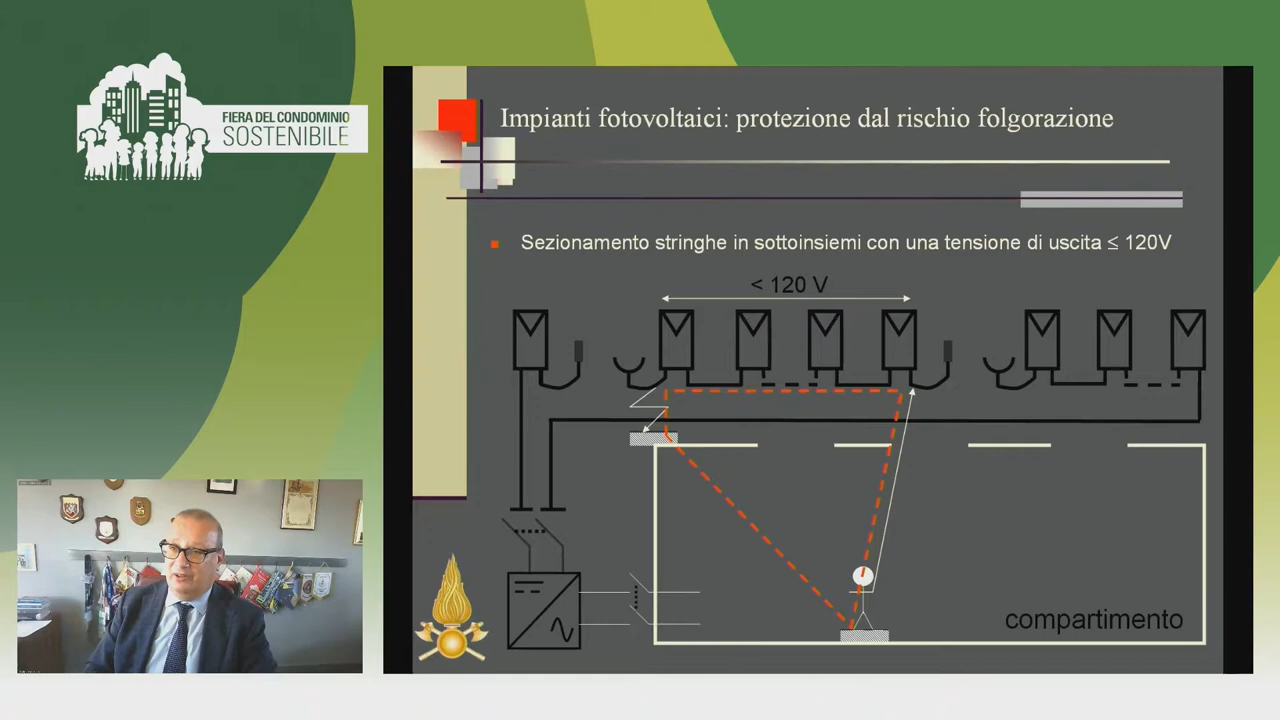 FIERA DEL CONDOMINIO
SOSTENIBILE
Impianti fotovoltaici: protezione dal rischio folgorazione
Sezionamento stringhe in sottoinsiemi con una tensione di uscita ≤ 120V
< 120 V
compartimento